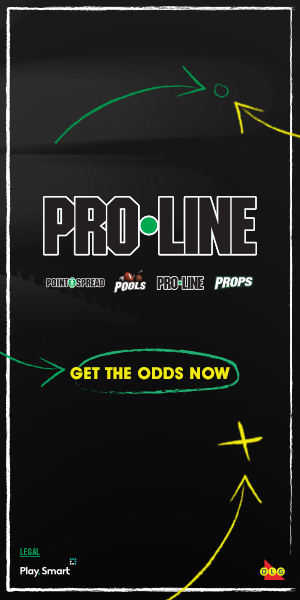 PRO•LINE
POINT SPREAD POOLS PRO•LINE PROPS
GET THE ODDS NOW
LEGAL
Play. Smart
OLG